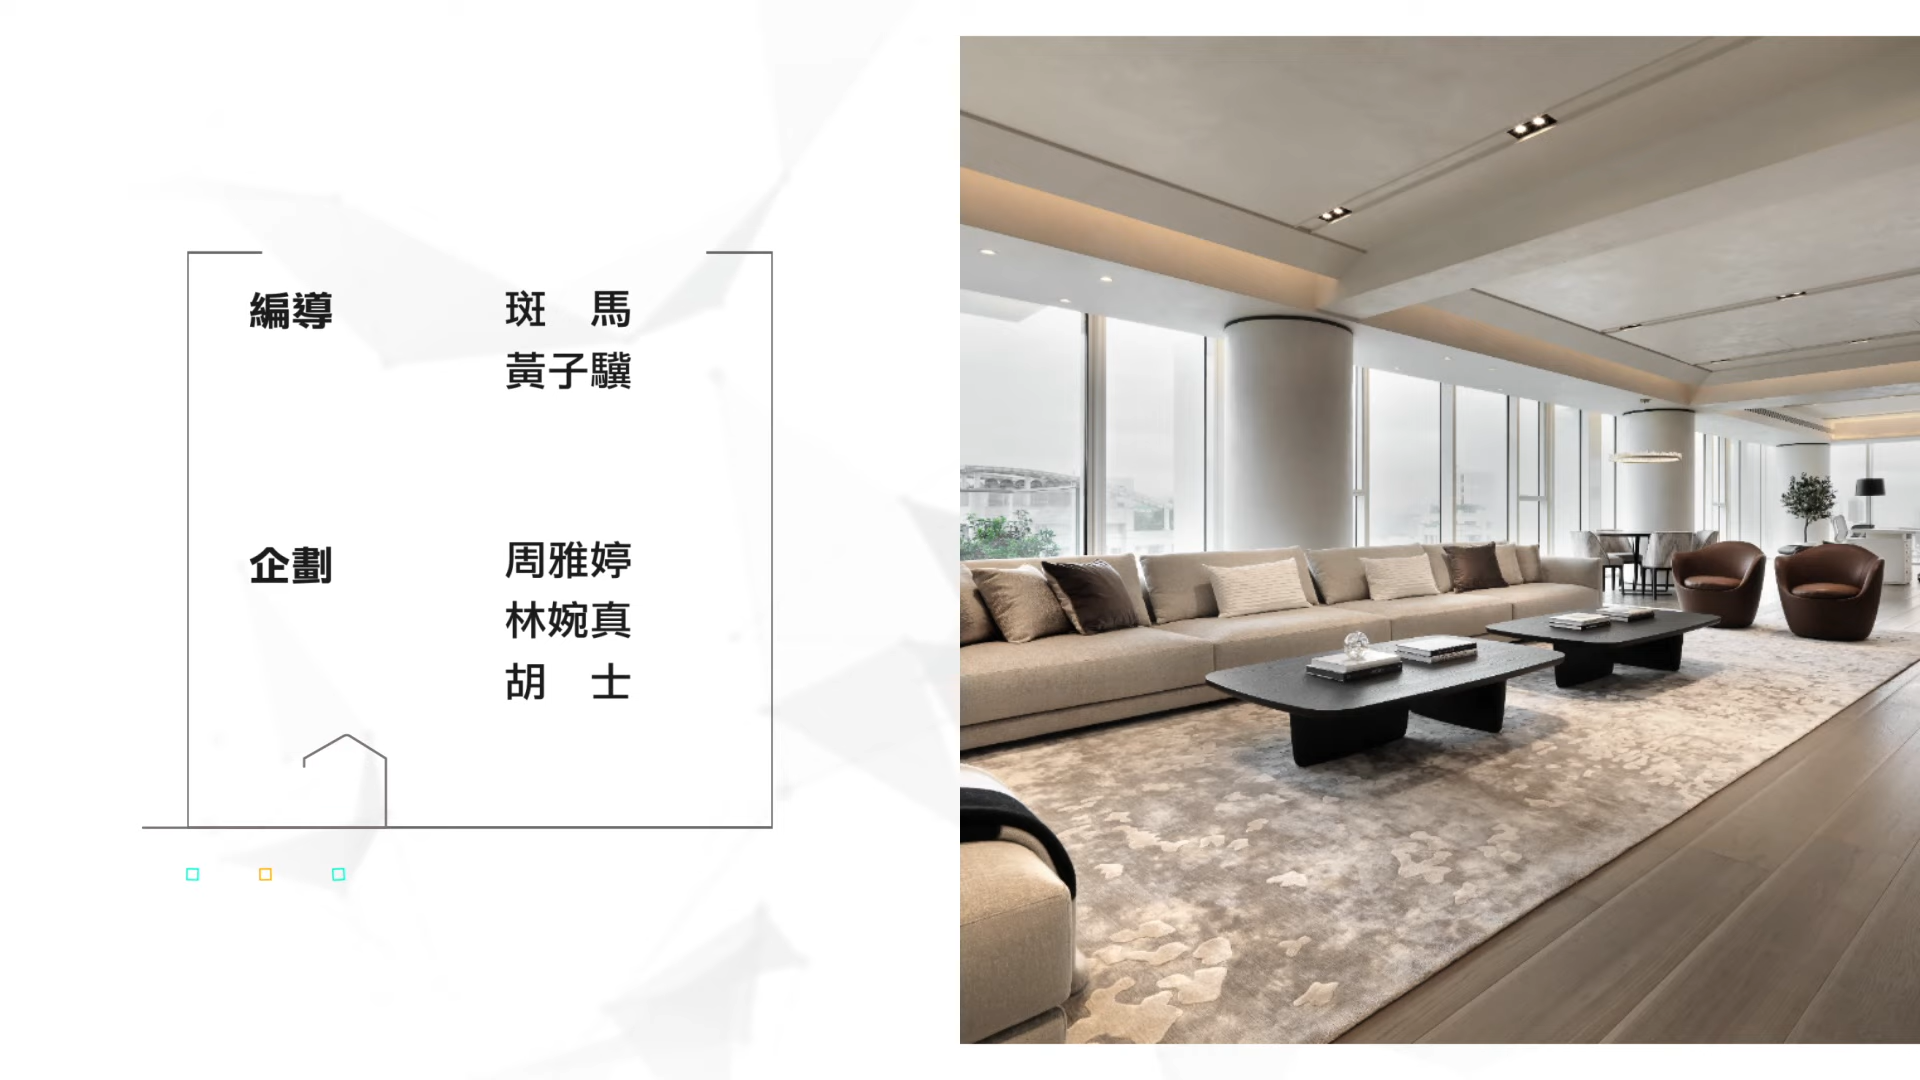 編導 斑 馬
黃子驥
企劃 周雅婷
林婉真
胡 士